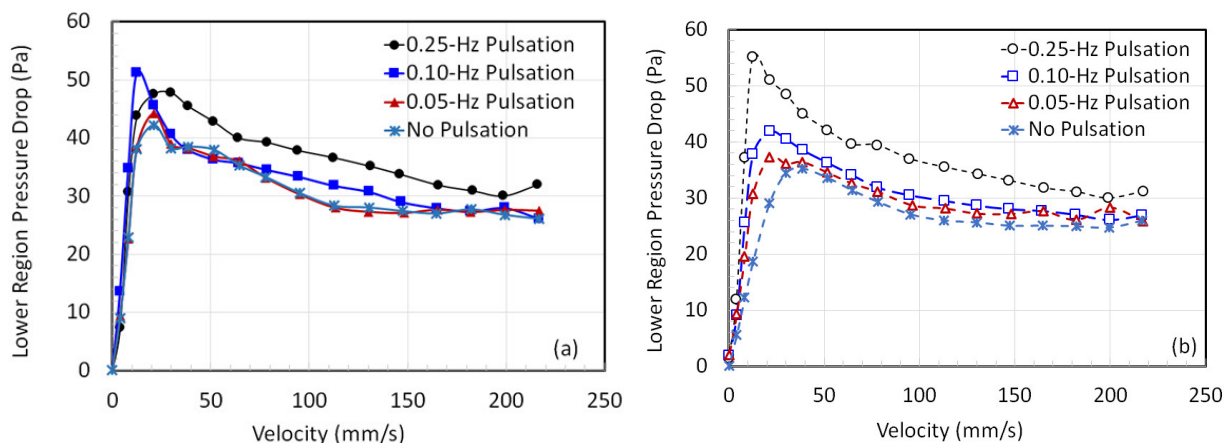 60
50
40
30
20
10
0
Lower Region Pressure Drop (Pa)
0.25-Hz Pulsation
0.10-Hz Pulsation
0.05-Hz Pulsation
No Pulsation
(a)
0 50 100 150 200 250
Velocity (mm/s)
60
50
40
30
20
10
0
Lower Region Pressure Drop (Pa)
0.25-Hz Pulsation
0.10-Hz Pulsation
0.05-Hz Pulsation
No Pulsation
(b)
0 50 100 150 200 250
Velocity (mm/s)